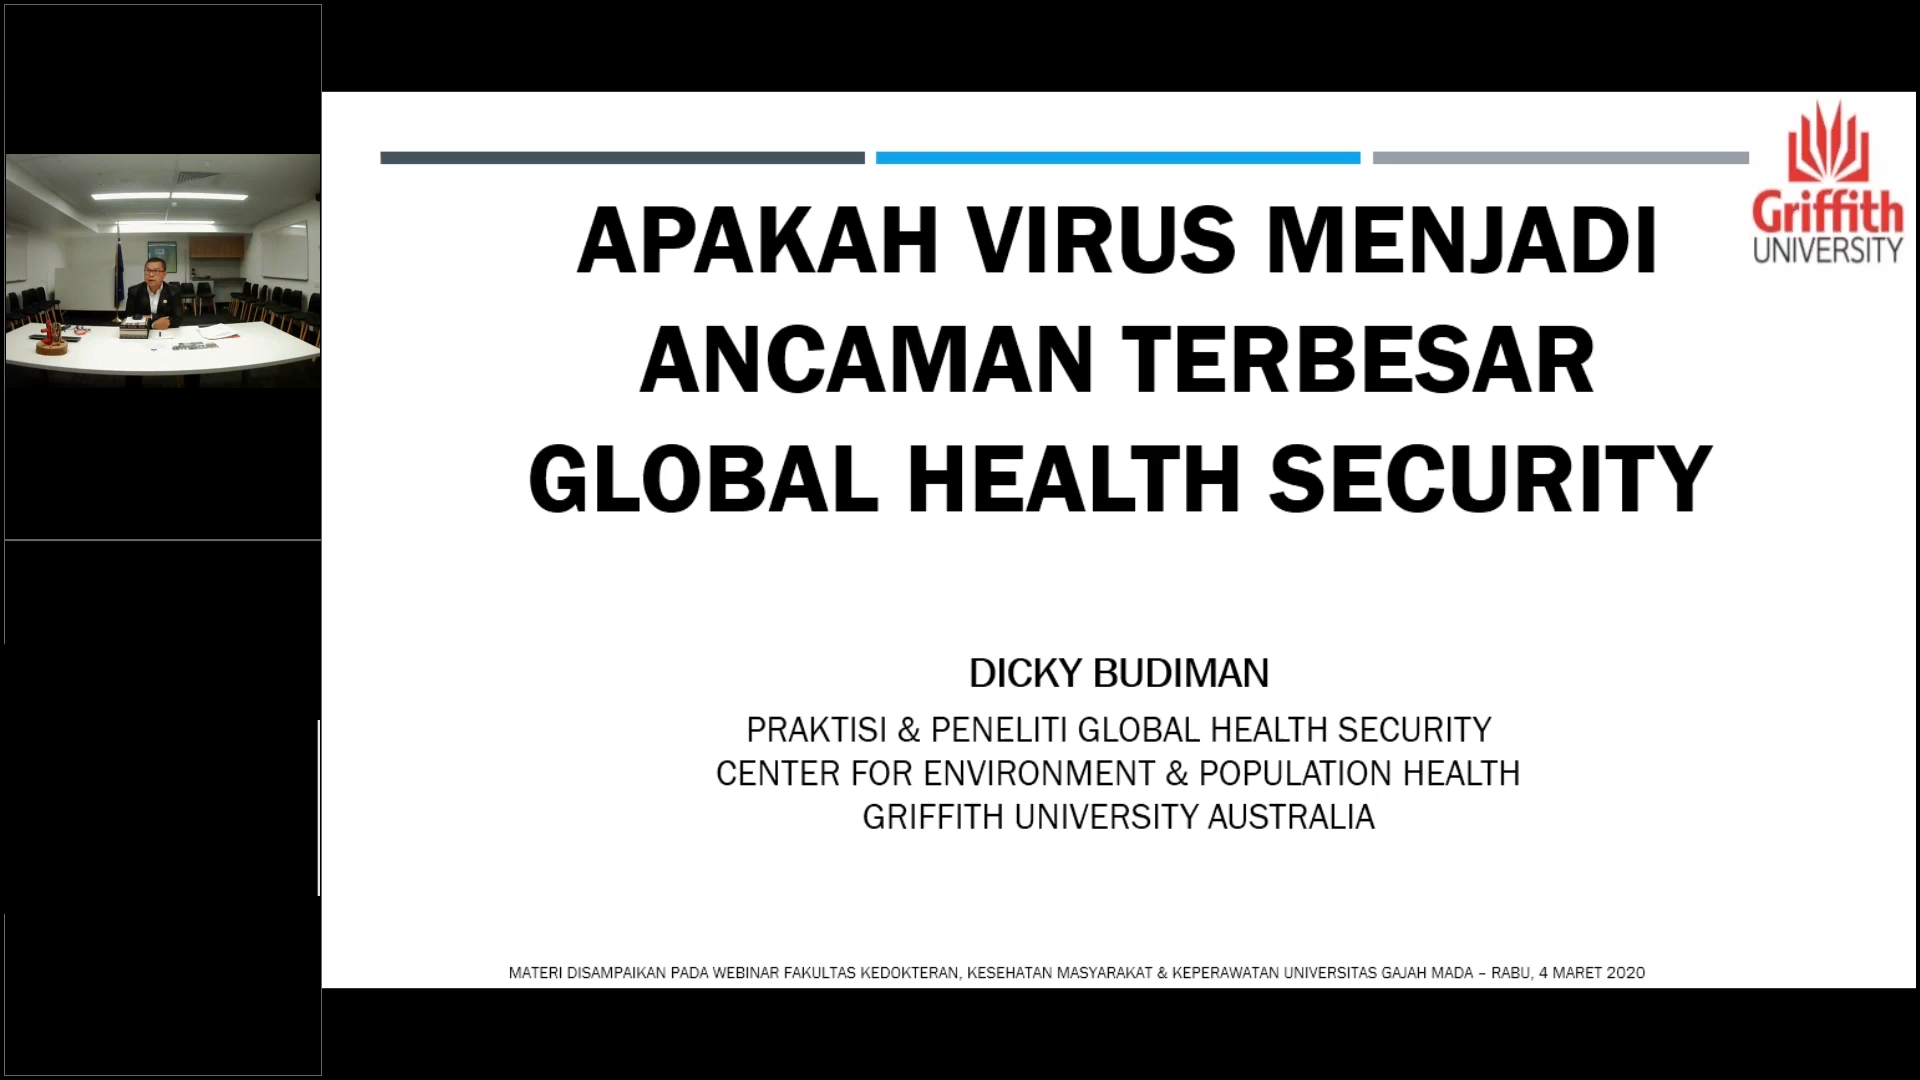 Griffith
UNIVERSITY
APAKAH VIRUS MENJADI
ANCAMAN TERBESAR
GLOBAL HEALTH SECURITY
DICKY BUDIMAN
PRAKTISI & PENELITI GLOBAL HEALTH SECURITY
CENTER FOR ENVIRONMENT & POPULATION HEALTH
GRIFFITH UNIVERSITY AUSTRALIA
MATERI DISAMPAIKAN PADA WEBINAR FAKULTAS KEDOKTERAN, KESEHATAN MASYARAKAT & KEPERAWATAN UNIVERSITAS GAJAH MADA – RABU, 4 MARET 2020